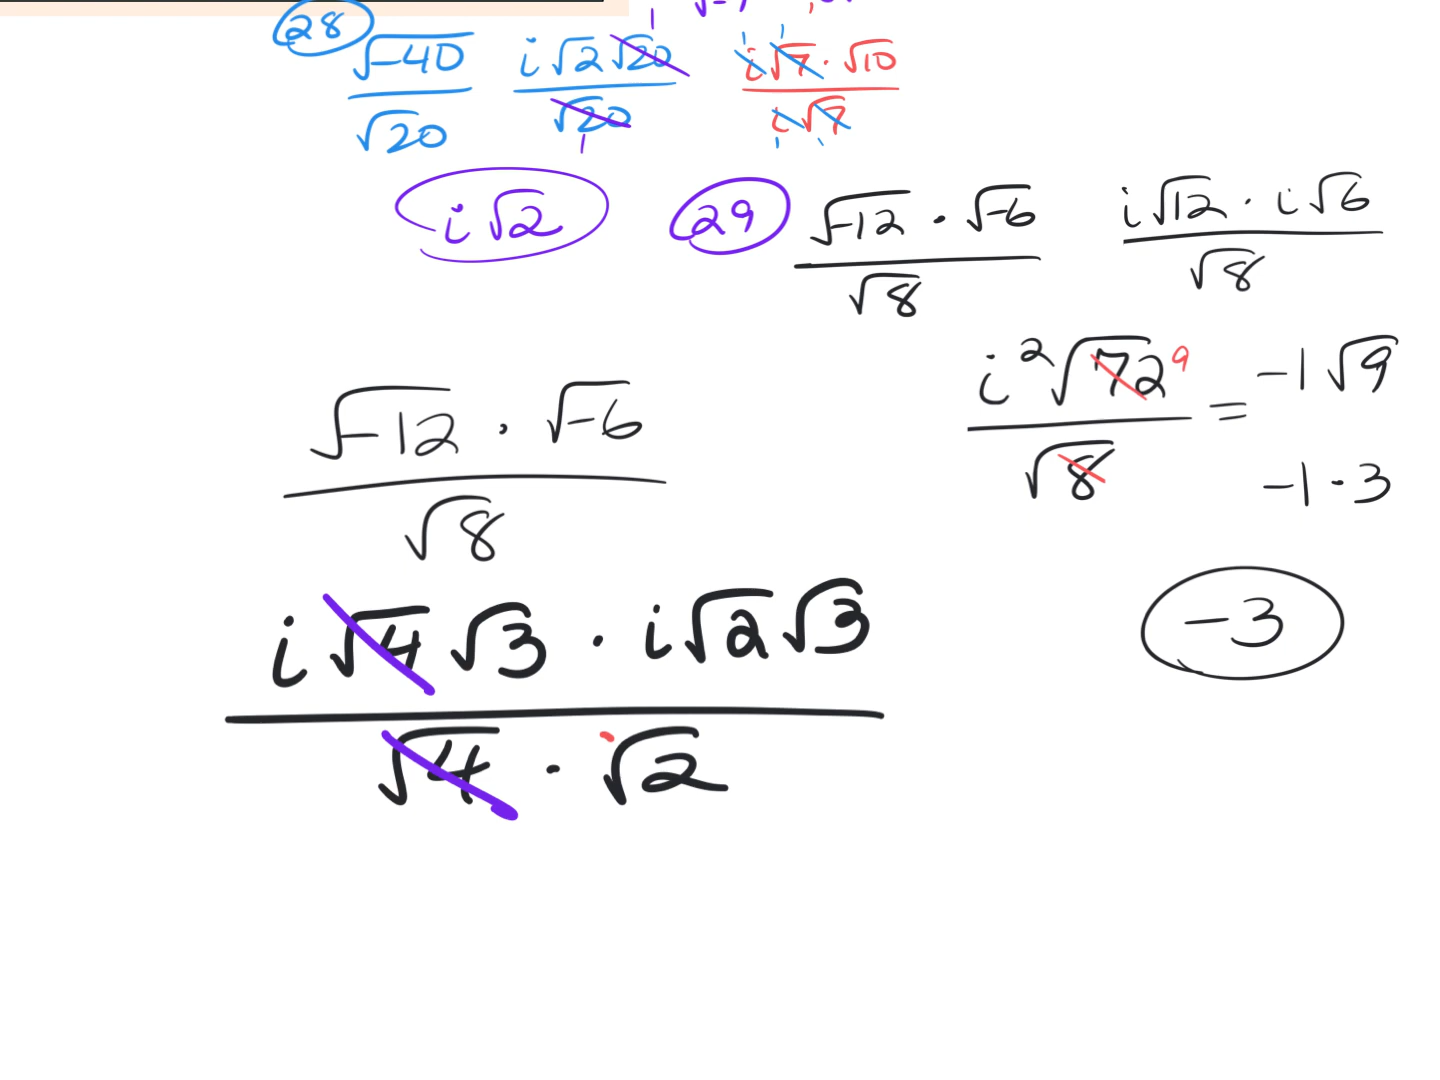 28 √-40 / √20 i√2√20 / √20 i√7 · √10 / i√7
i√2
29 √-12 · √-6 / √8 i√12 · i√6 / √8
i²√72 9 / √8 = -1√9
-1 · 3
-3
√-12 · √-6 / √8
i√4√3 · i√2√3 / √4 · √2